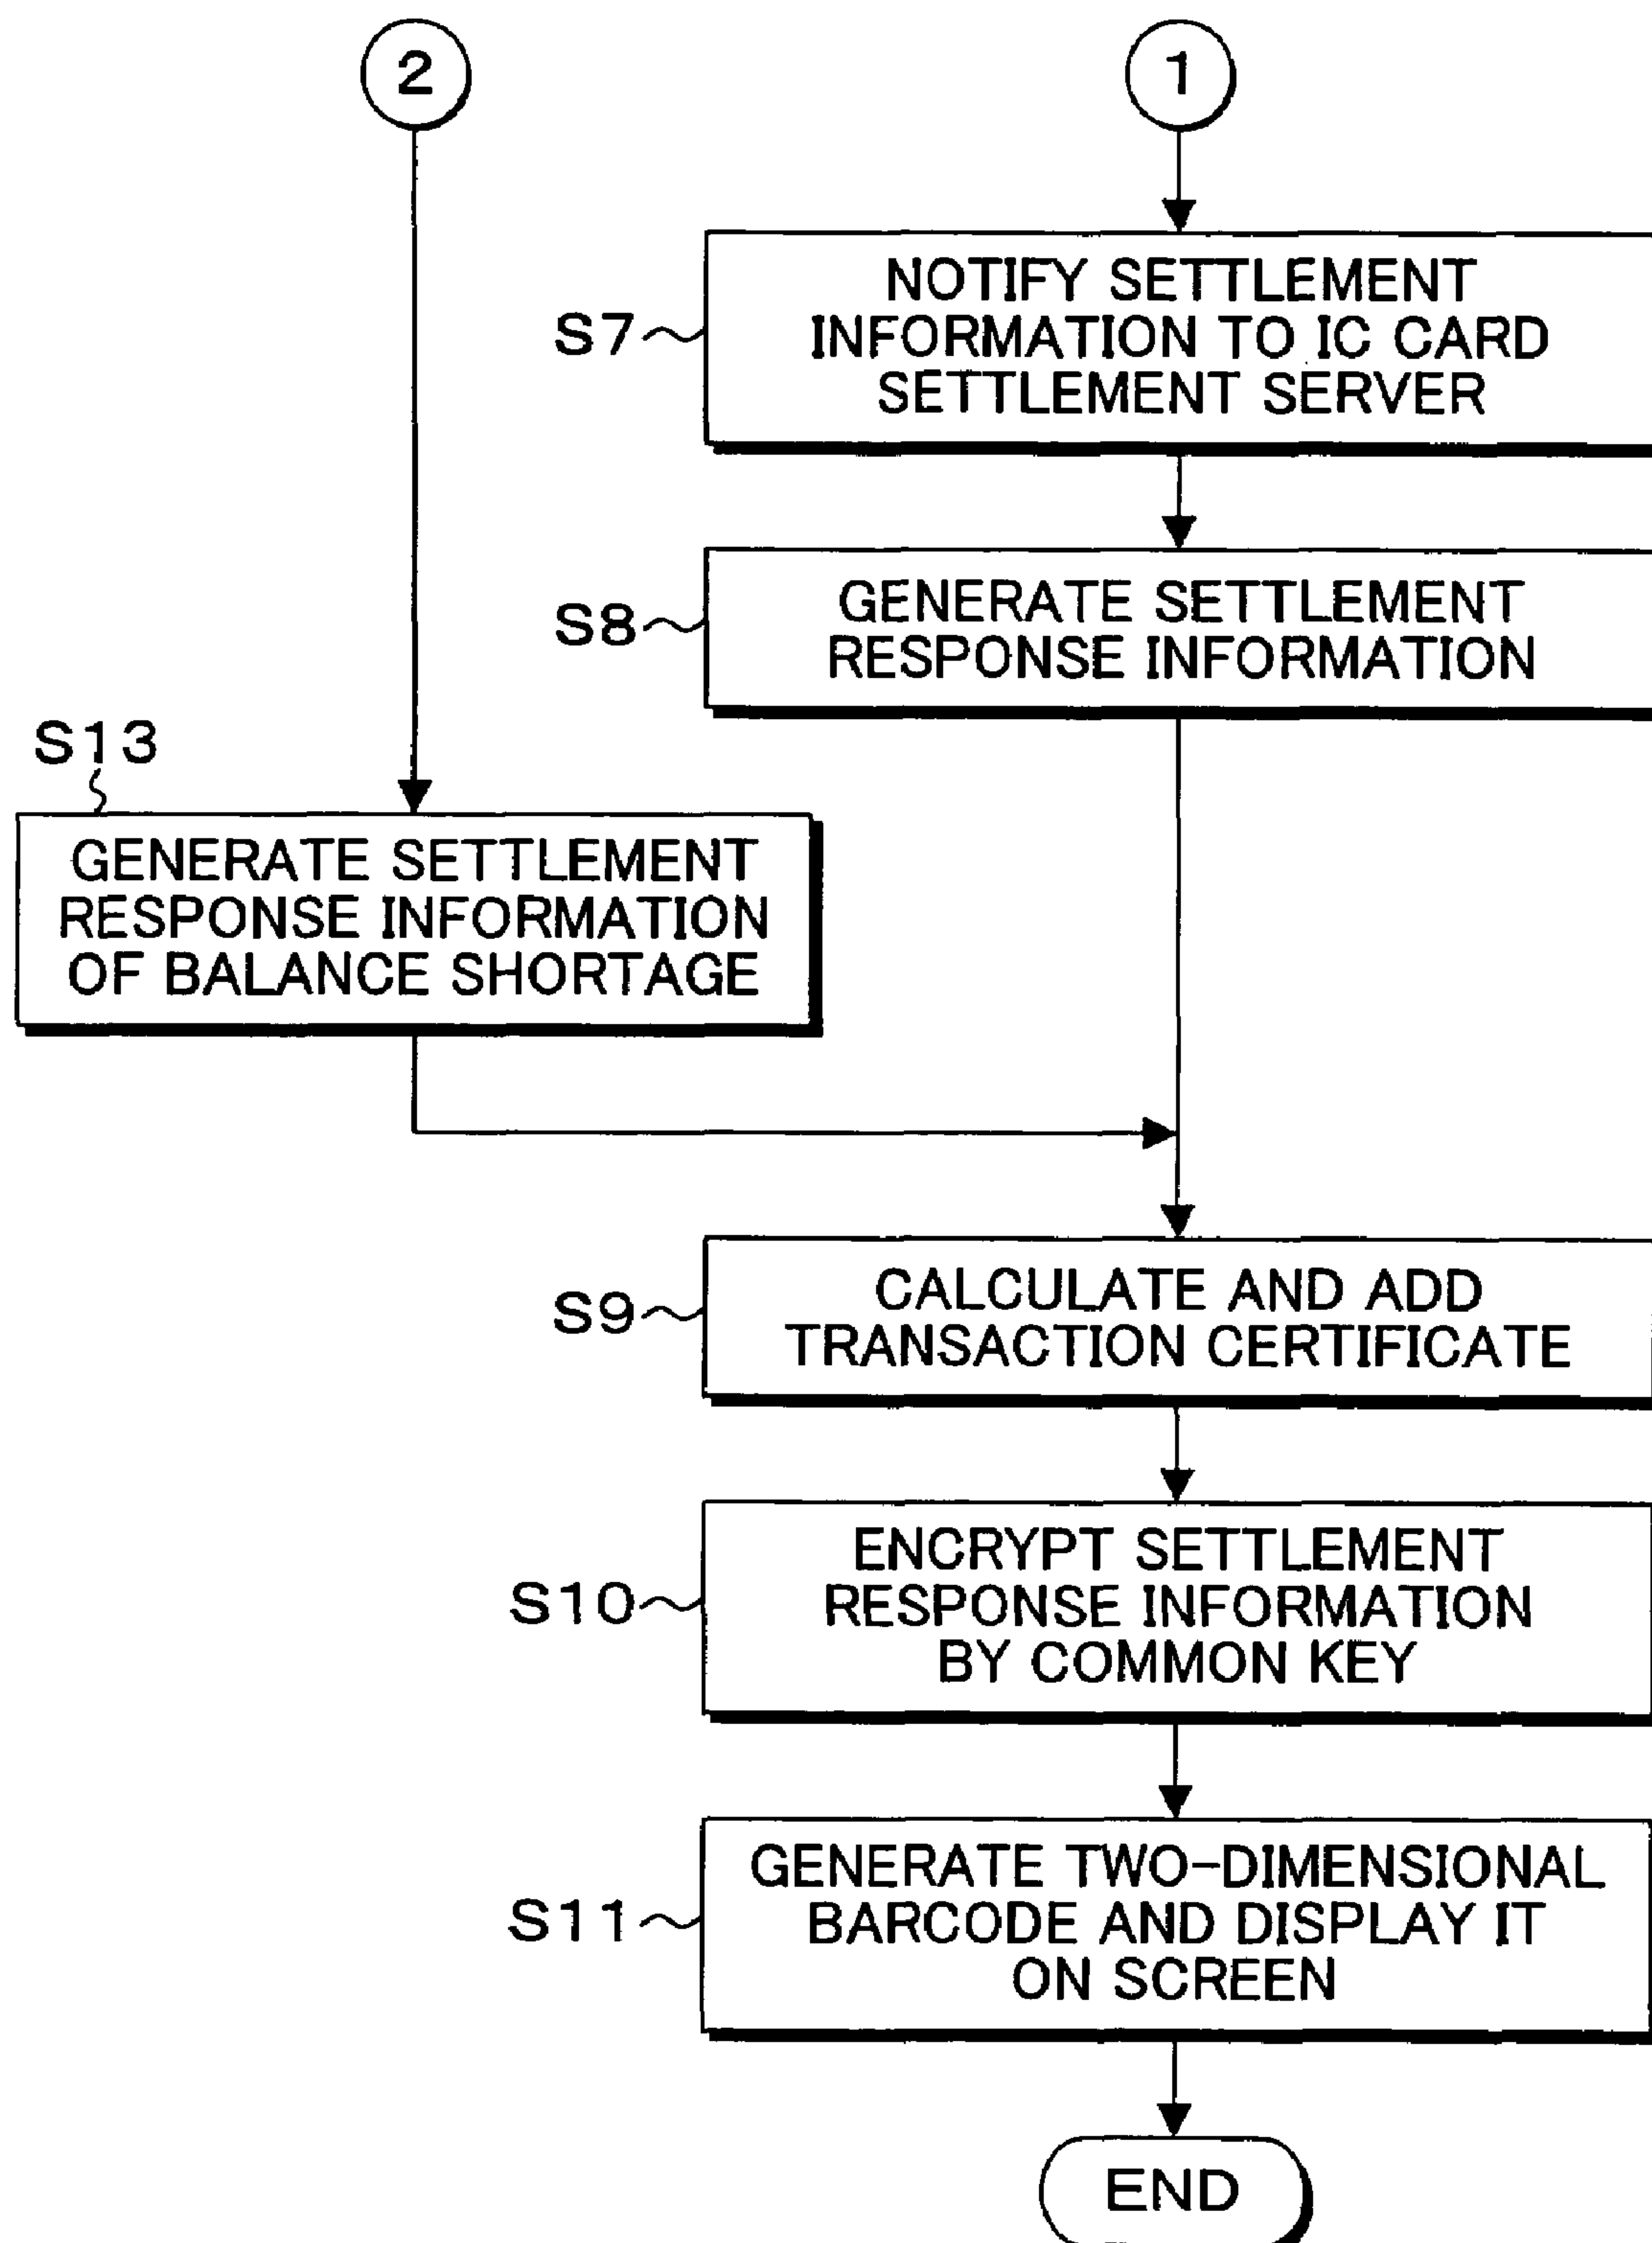 2
1
S7
NOTIFY SETTLEMENT
INFORMATION TO IC CARD
SETTLEMENT SERVER
S8
GENERATE SETTLEMENT
RESPONSE INFORMATION
S13
GENERATE SETTLEMENT
RESPONSE INFORMATION
OF BALANCE SHORTAGE
S9
CALCULATE AND ADD
TRANSACTION CERTIFICATE
S10
ENCRYPT SETTLEMENT
RESPONSE INFORMATION
BY COMMON KEY
S11
GENERATE TWO-DIMENSIONAL
BARCODE AND DISPLAY IT
ON SCREEN
END